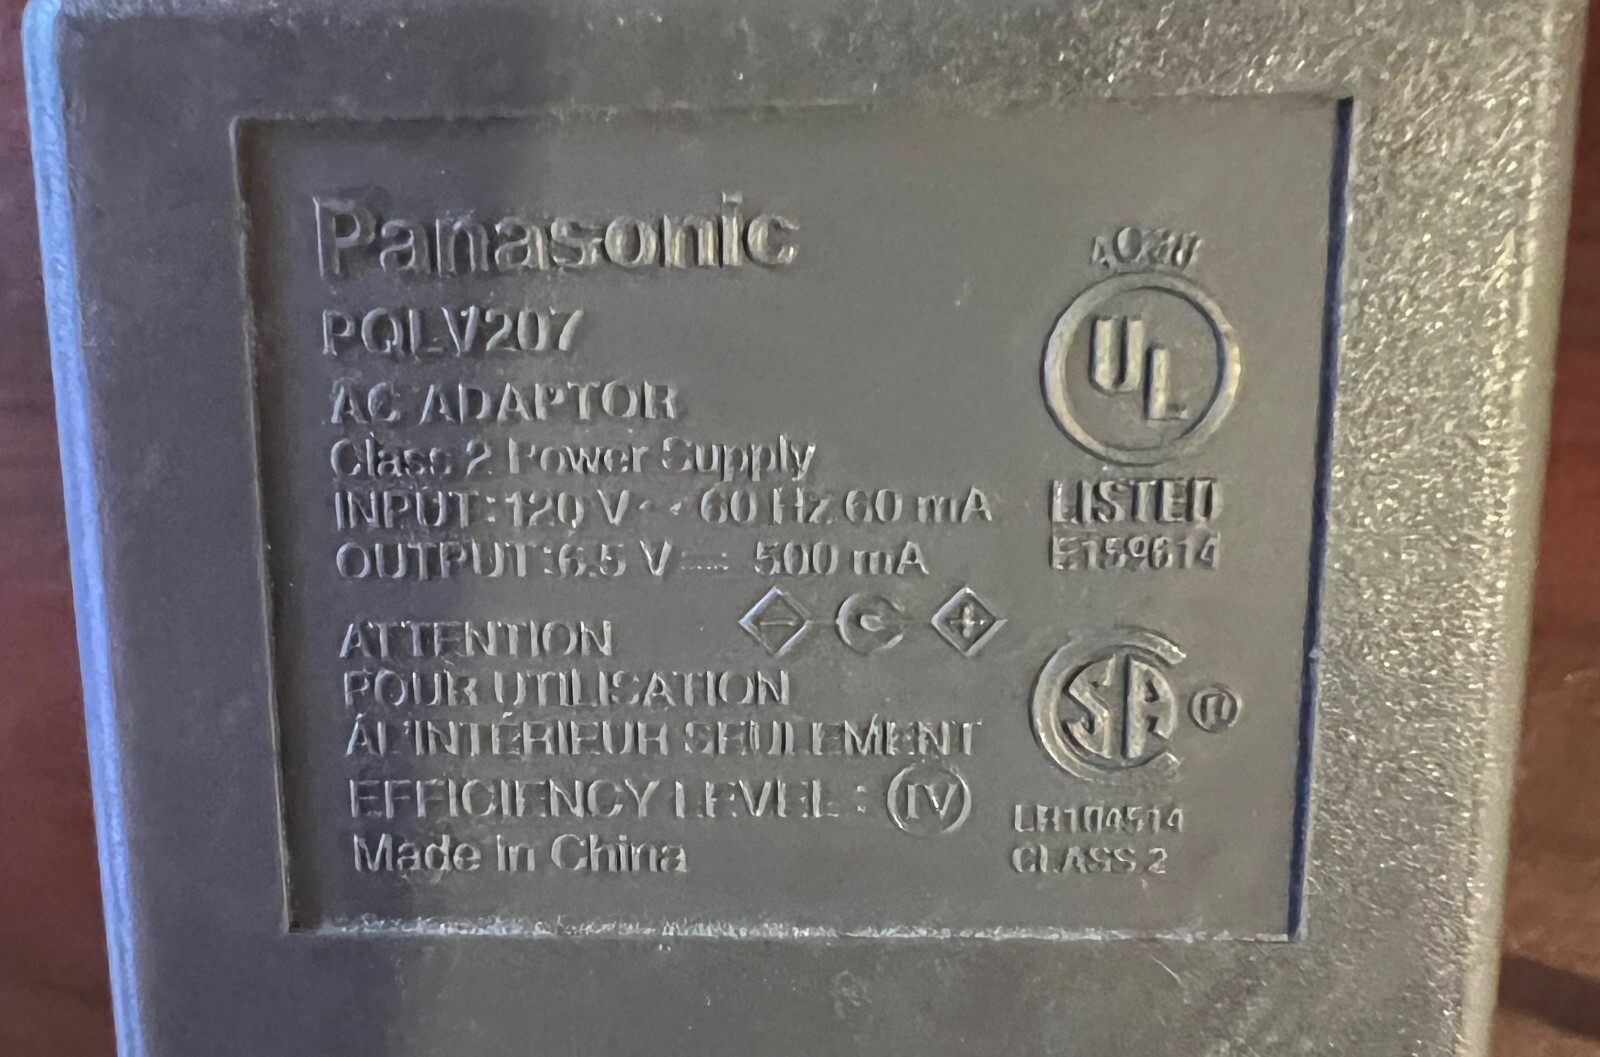 Panasonic
PQLV207
AC ADAPTOR
Class 2 Power Supply
INPUT:120 V ~ 60 Hz 60 mA
OUTPUT:6.5 V ⎓ 500 mA
- C +
ATTENTION
POUR UTILISATION
À L'INTÉRIEUR SEULEMENT
EFFICIENCY LEVEL : IV
Made in China
UL
LISTED
E159614
SA ®
LR104514
CLASS 2